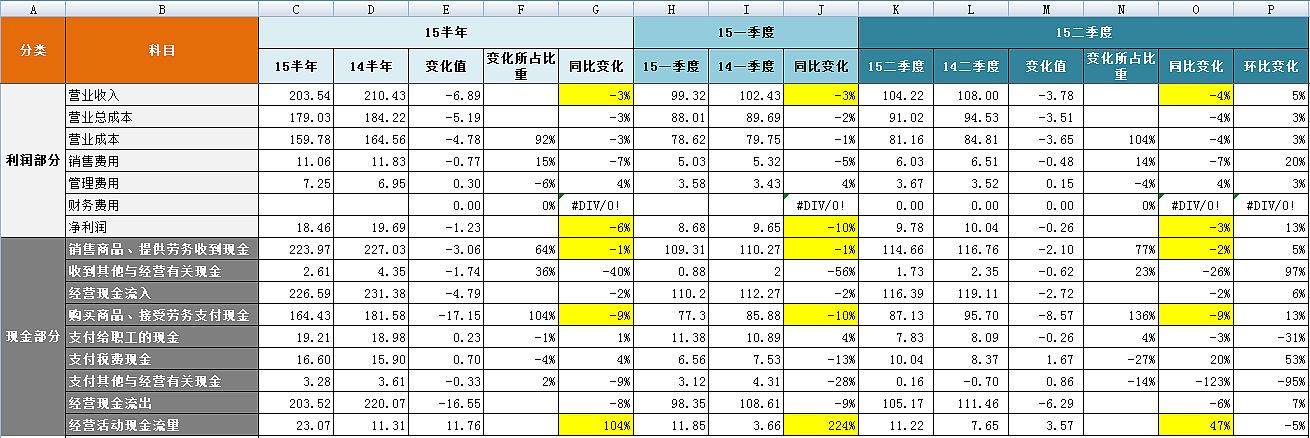 A B C D E F G H I J K L M N O P
分类 科目 15半年 15一季度 15二季度
15半年 14半年 变化值 变化所占比重 同比变化 15一季度 14一季度 同比变化 15二季度 14二季度 变化值 变化所占比重 同比变化 环比变化
利润部分
营业收入 203.54 210.43 -6.89 -3% 99.32 102.43 -3% 104.22 108.00 -3.78 -4% 5%
营业总成本 179.03 184.22 -5.19 -3% 88.01 89.69 -2% 91.02 94.53 -3.51 -4% 3%
营业成本 159.78 164.56 -4.78 92% -3% 78.62 79.75 -1% 81.16 84.81 -3.65 104% -4% 3%
销售费用 11.06 11.83 -0.77 15% -7% 5.03 5.32 -5% 6.03 6.51 -0.48 14% -7% 20%
管理费用 7.25 6.95 0.30 -6% 4% 3.58 3.43 4% 3.67 3.52 0.15 -4% 4% 3%
财务费用 0.00 0% #DIV/0! #DIV/0! 0.00 0.00 0.00 0% #DIV/0! #DIV/0!
净利润 18.46 19.69 -1.23 -6% 8.68 9.65 -10% 9.78 10.04 -0.26 -3% 13%
现金部分
销售商品、提供劳务收到现金 223.97 227.03 -3.06 64% -1% 109.31 110.27 -1% 114.66 116.76 -2.10 77% -2% 5%
收到其他与经营有关现金 2.61 4.35 -1.74 36% -40% 0.88 2 -56% 1.73 2.35 -0.62 23% -26% 97%
经营现金流入 226.59 231.38 -4.79 -2% 110.2 112.27 -2% 116.39 119.11 -2.72 -2% 6%
购买商品、接受劳务支付现金 164.43 181.58 -17.15 104% -9% 77.3 85.88 -10% 87.13 95.70 -8.57 136% -9% 13%
支付给职工的现金 19.21 18.98 0.23 -1% 1% 11.38 10.89 4% 7.83 8.09 -0.26 4% -3% -31%
支付税费现金 16.60 15.90 0.70 -4% 4% 6.56 7.53 -13% 10.04 8.37 1.67 -27% 20% 53%
支付其他与经营有关现金 3.28 3.61 -0.33 2% -9% 3.12 4.31 -28% 0.16 -0.70 0.86 -14% -123% -95%
经营现金流出 203.52 220.07 -16.55 -8% 98.35 108.61 -9% 105.17 111.46 -6.29 -6% 7%
经营活动现金流里 23.07 11.31 11.76 104% 11.85 3.66 224% 11.22 7.65 3.57 47% -5%